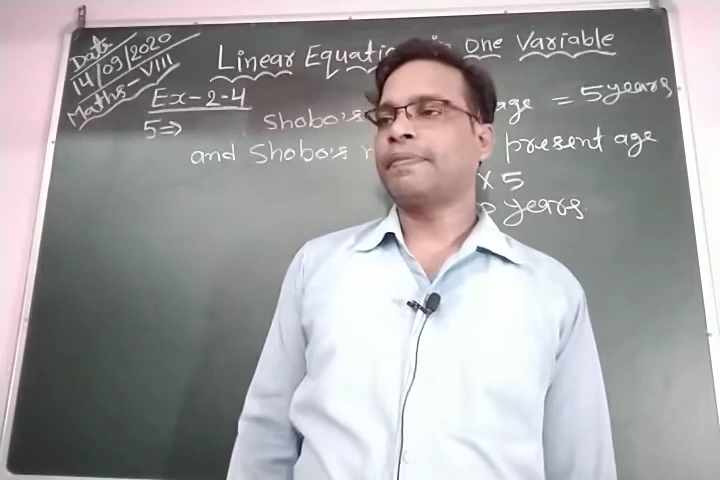 Date
14/09/2020
Maths-VIII
Linear Equation in One Variable
Ex-2.4
5⇒ Shobo's age = 5 years
and Shobo's present age
× 5
years